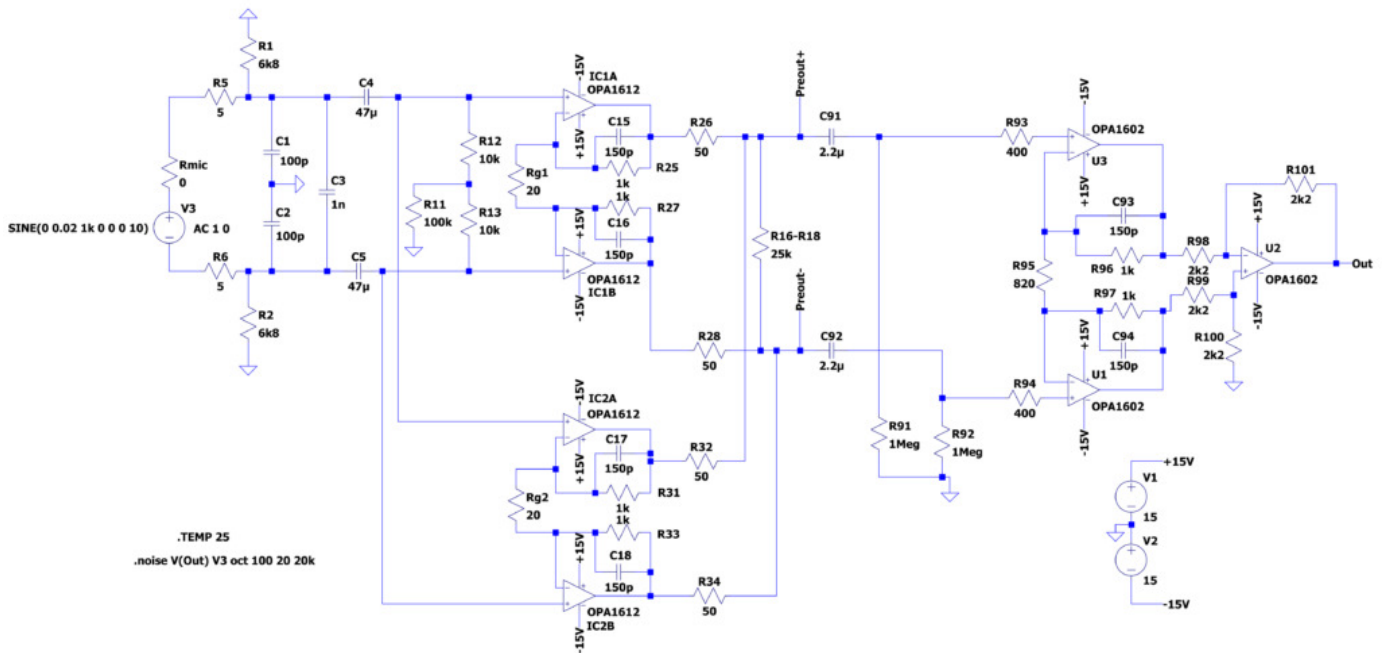 R1
6k8
R5
5
C4
47µ
C1
100p
Rmic
0
V3
SINE(0 0.02 1k 0 0 0 10)
AC 1 0
C3
1n
C2
100p
R6
5
C5
47µ
R2
6k8
R12
10k
R11
100k
R13
10k
-15V
IC1A
OPA1612
+15V
C15
150p
R25
1k
Rg1
20
1k
R27
C16
150p
+15V
OPA1612
IC1B
-15V
R26
50
R28
50
R16-R18
25k
Preout+
Preout-
C91
2.2µ
C92
2.2µ
R93
400
R94
400
R91
1Meg
R92
1Meg
-15V
OPA1602
U3
+15V
C93
150p
R96
1k
R95
820
R97
1k
C94
150p
+15V
U1
OPA1602
-15V
R98
2k2
R99
2k2
R100
2k2
R101
2k2
+15V
U2
OPA1602
-15V
Out
-15V
IC2A
OPA1612
+15V
C17
150p
R31
1k
Rg2
20
1k
R33
C18
150p
+15V
OPA1612
IC2B
-15V
R32
50
R34
50
+15V
V1
15
V2
15
-15V
.TEMP 25
.noise V(Out) V3 oct 100 20 20k